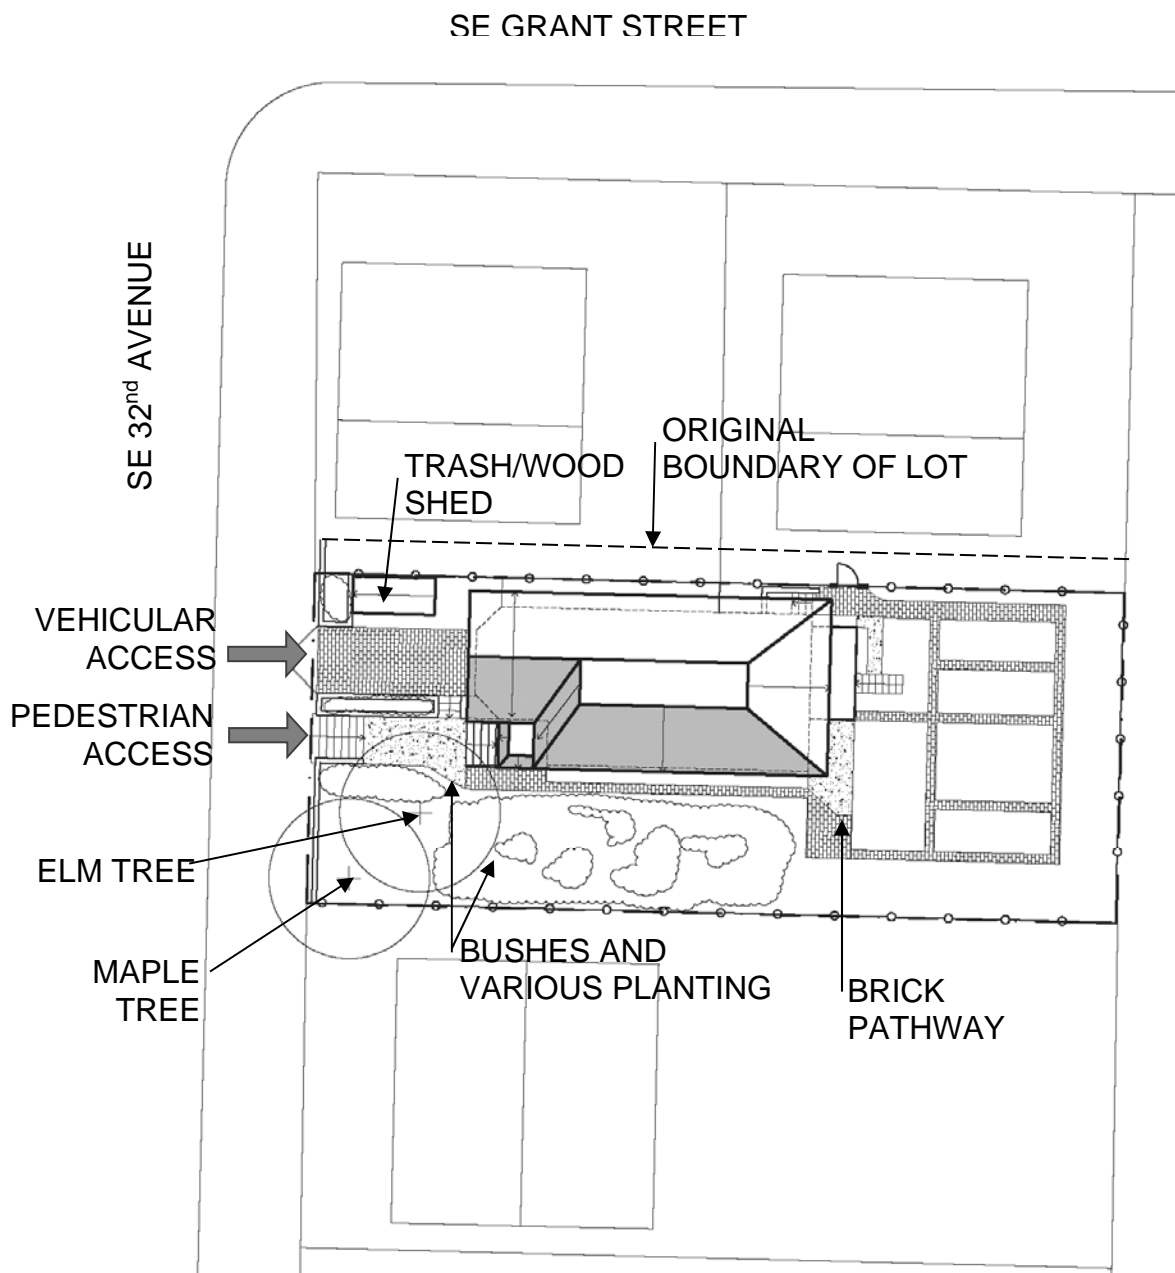 SE GRANT STREET
SE 32nd AVENUE
ORIGINAL
BOUNDARY OF LOT
TRASH/WOOD
SHED
VEHICULAR
ACCESS
PEDESTRIAN
ACCESS
ELM TREE
MAPLE
TREE
BUSHES AND
VARIOUS PLANTING
BRICK
PATHWAY